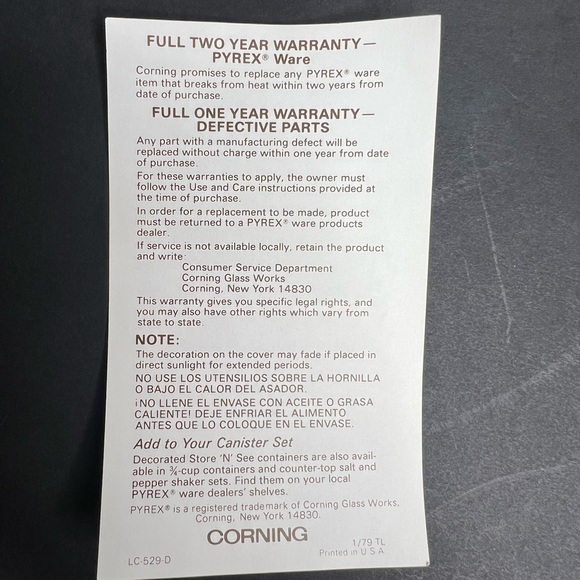 FULL TWO YEAR WARRANTY—
PYREX® Ware
Corning promises to replace any PYREX® ware
item that breaks from heat within two years from
date of purchase.
FULL ONE YEAR WARRANTY—
DEFECTIVE PARTS
Any part with a manufacturing defect will be
replaced without charge within one year from date
of purchase.
For these warranties to apply, the owner must
follow the Use and Care instructions provided at
the time of purchase.
In order for a replacement to be made, product
must be returned to a PYREX® ware products
dealer.
If service is not available locally, retain the product
and write:
Consumer Service Department
Corning Glass Works
Corning, New York 14830
This warranty gives you specific legal rights, and
you may also have other rights which vary from
state to state.
NOTE:
The decoration on the cover may fade if placed in
direct sunlight for extended periods.
NO USE LOS UTENSILIOS SOBRE LA HORNILLA
O BAJO EL CALOR DEL ASADOR.
¡NO LLENE EL ENVASE CON ACEITE O GRASA
CALIENTE! DEJE ENFRIAR EL ALIMENTO
ANTES QUE LO COLOQUE EN EL ENVASE.
Add to Your Canister Set
Decorated Store 'N' See containers are also avail-
able in ¾-cup containers and counter-top salt and
pepper shaker sets. Find them on your local
PYREX® ware dealers' shelves.
PYREX® is a registered trademark of Corning Glass Works,
Corning, New York 14830.
CORNING
LC-529-D
1/79 TL
Printed in U S A